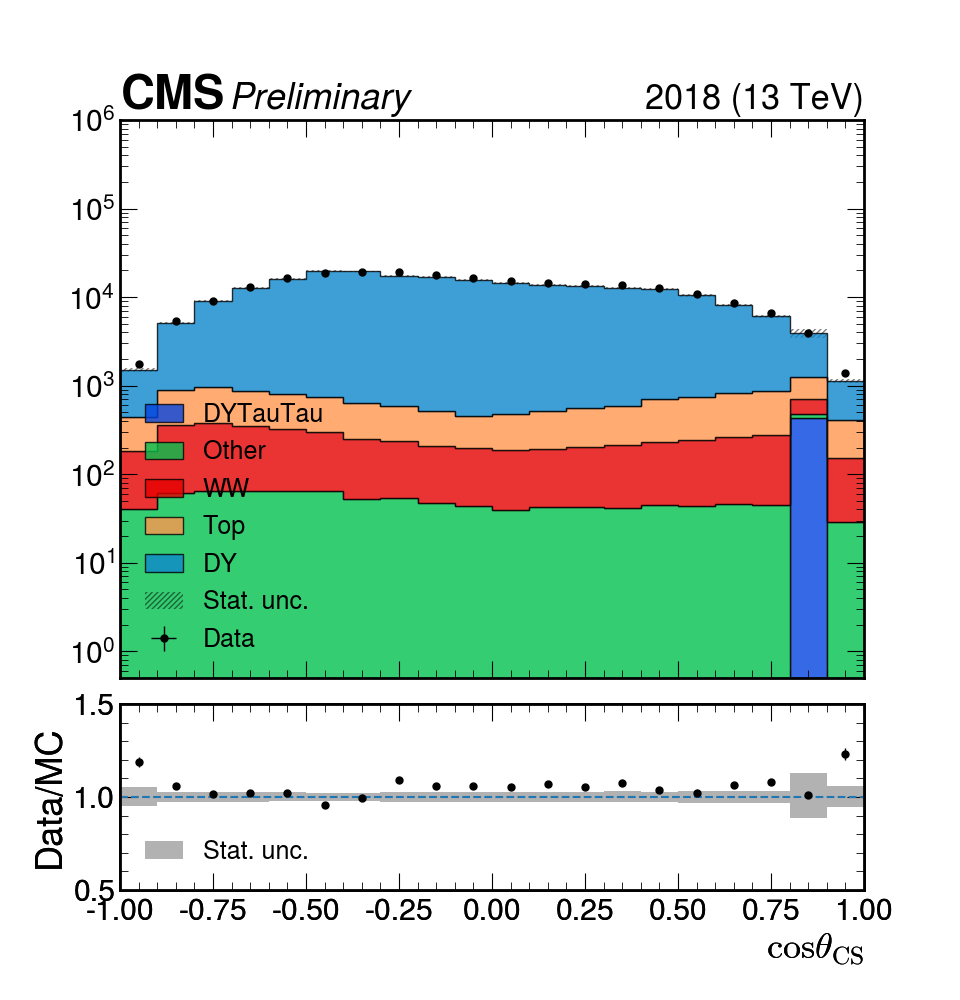 CMS Preliminary 2018 (13 TeV)
10^6
10^5
10^4
10^3
DYTauTau
Other
10^2
WW
Top
10^1
DY
Stat. unc.
10^0
Data
1.5
Data/MC
1.0
Stat. unc.
0.5
-1.00 -0.75 -0.50 -0.25 0.00 0.25 0.50 0.75 1.00
cosθ_CS